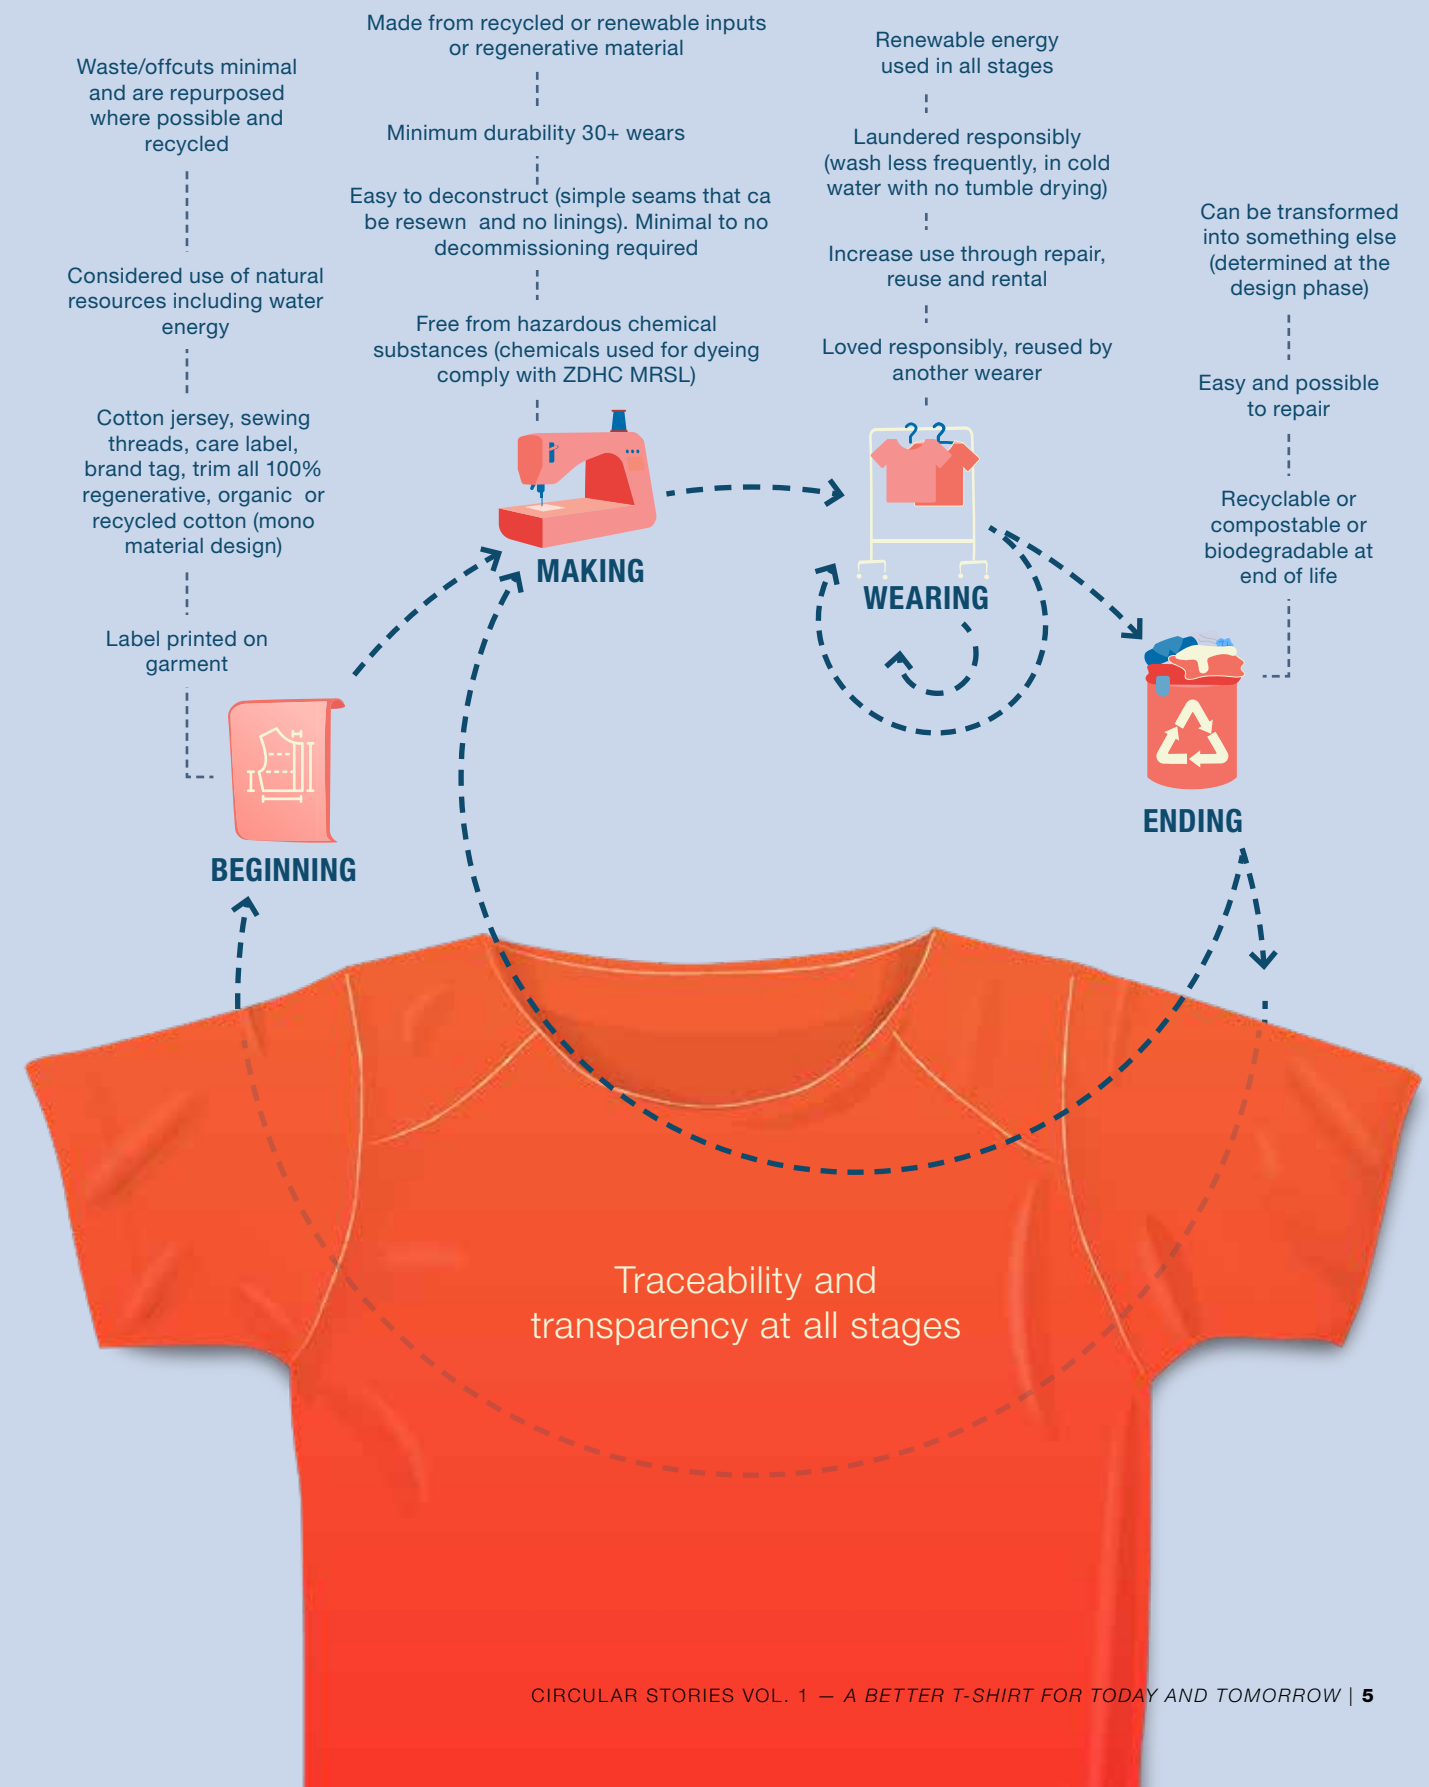 Waste/offcuts minimal
and are repurposed
where possible and
recycled
Considered use of natural
resources including water
energy
Cotton jersey, sewing
threads, care label,
brand tag, trim all 100%
regenerative, organic or
recycled cotton (mono
material design)
Label printed on
garment
BEGINNING
Made from recycled or renewable inputs
or regenerative material
Minimum durability 30+ wears
Easy to deconstruct (simple seams that ca
be resewn and no linings). Minimal to no
decommissioning required
Free from hazardous chemical
substances (chemicals used for dyeing
comply with ZDHC MRSL)
MAKING
Renewable energy
used in all stages
Laundered responsibly
(wash less frequently, in cold
water with no tumble drying)
Increase use through repair,
reuse and rental
Loved responsibly, reused by
another wearer
WEARING
Can be transformed
into something else
(determined at the
design phase)
Easy and possible
to repair
Recyclable or
compostable or
biodegradable at
end of life
ENDING
Traceability and
transparency at all stages
CIRCULAR STORIES VOL. 1 — A BETTER T-SHIRT FOR TODAY AND TOMORROW | 5